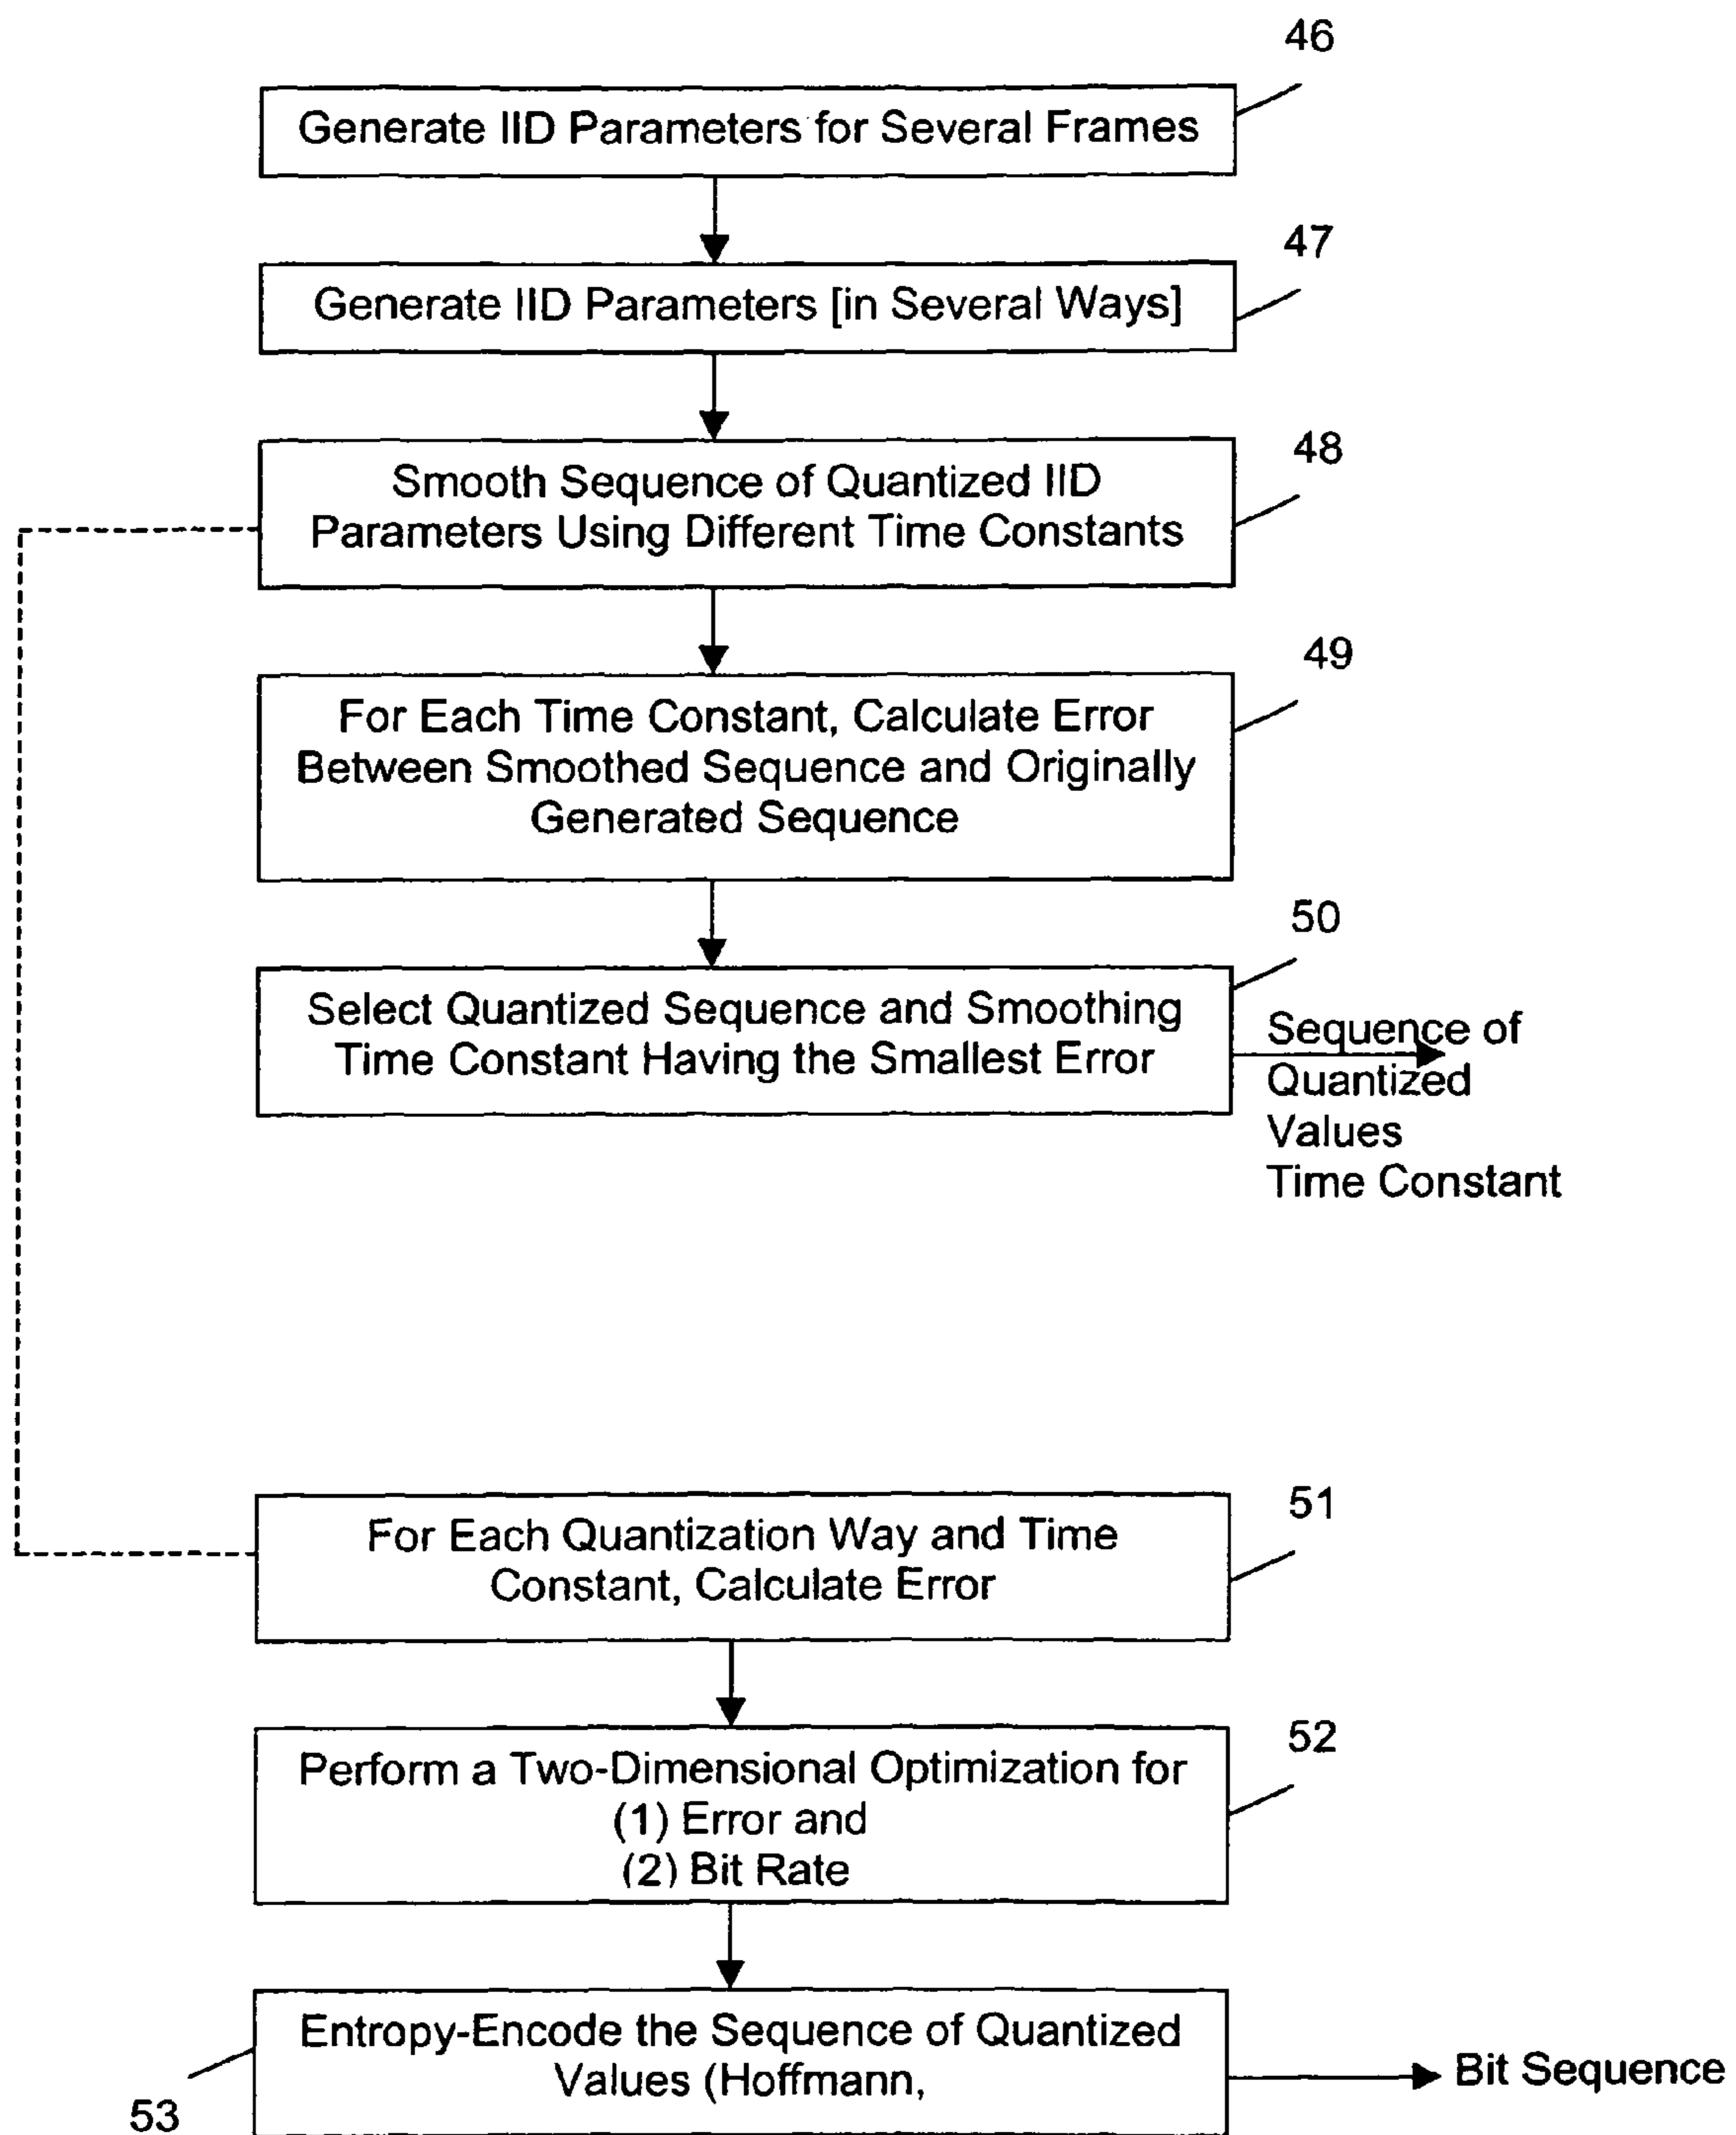 46
Generate IID Parameters for Several Frames
47
Generate IID Parameters [in Several Ways]
48
Smooth Sequence of Quantized IID
Parameters Using Different Time Constants
49
For Each Time Constant, Calculate Error
Between Smoothed Sequence and Originally
Generated Sequence
50
Select Quantized Sequence and Smoothing
Time Constant Having the Smallest Error
Sequence of
Quantized
Values
Time Constant
51
For Each Quantization Way and Time
Constant, Calculate Error
52
Perform a Two-Dimensional Optimization for
(1) Error and
(2) Bit Rate
Entropy-Encode the Sequence of Quantized
Values (Hoffmann,
53
Bit Sequence